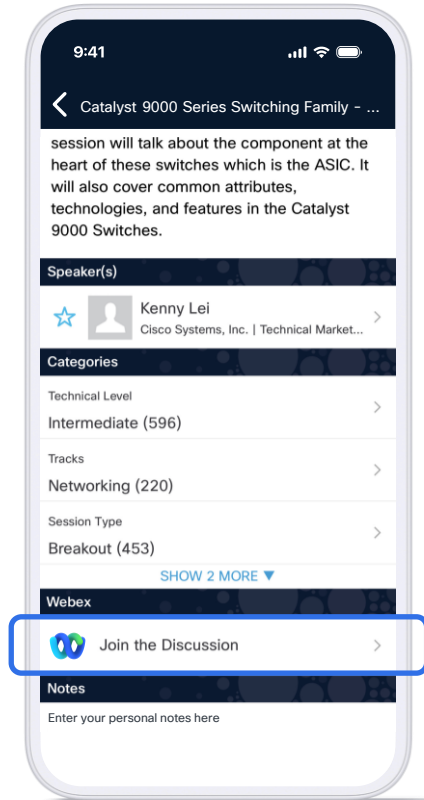 9:41
Catalyst 9000 Series Switching Family - ...
session will talk about the component at the
heart of these switches which is the ASIC. It
will also cover common attributes,
technologies, and features in the Catalyst
9000 Switches.
Speaker(s)
Kenny Lei
Cisco Systems, Inc. | Technical Market...
Categories
Technical Level
Intermediate (596)
Tracks
Networking (220)
Session Type
Breakout (453)
SHOW 2 MORE ▼
Webex
Join the Discussion
Notes
Enter your personal notes here